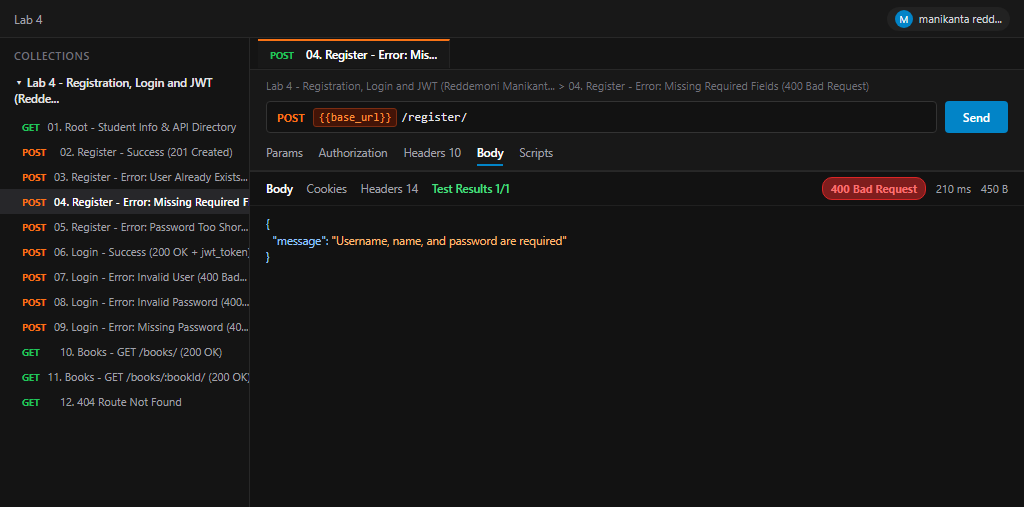 Lab 4
M manikanta redd...
COLLECTIONS
Lab 4 - Registration, Login and JWT
(Redde...
GET 01. Root - Student Info & API Directory
POST 02. Register - Success (201 Created)
POST 03. Register - Error: User Already Exists...
POST 04. Register - Error: Missing Required F
POST 05. Register - Error: Password Too Shor...
POST 06. Login - Success (200 OK + jwt_token)
POST 07. Login - Error: Invalid User (400 Bad...
POST 08. Login - Error: Invalid Password (400...
POST 09. Login - Error: Missing Password (40...
GET 10. Books - GET /books/ (200 OK)
GET 11. Books - GET /books/:bookId/ (200 OK)
GET 12. 404 Route Not Found
POST 04. Register - Error: Mis...
Lab 4 - Registration, Login and JWT (Reddemoni Manikant... > 04. Register - Error: Missing Required Fields (400 Bad Request)
POST {{base_url}} /register/
Send
Params Authorization Headers 10 Body Scripts
Body Cookies Headers 14 Test Results 1/1 400 Bad Request 210 ms 450 B
{
"message": "Username, name, and password are required"
}